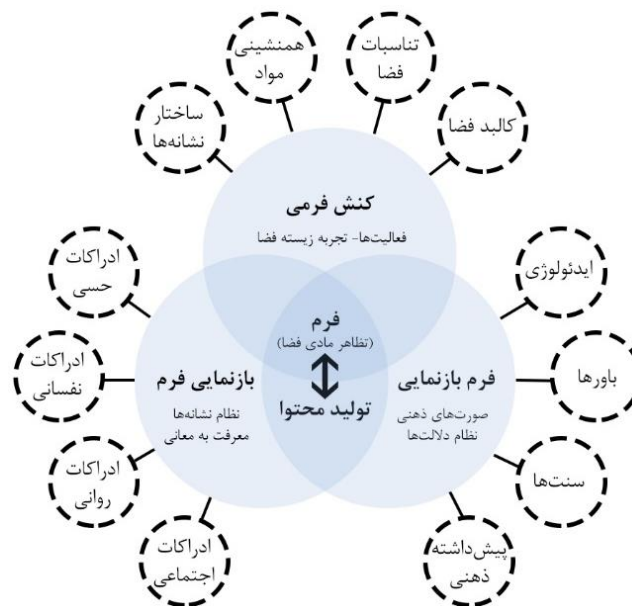 همنشینی
مواد
تناسبات
فضا
ساختار
نشانه‌ها
کالبد فضا
کنش فرمی
فعالیت‌ها- تجربه زیسته فضا
ادراکات
حسی
ایدئولوژی
فرم
(تظاهر مادی فضا)
ادراکات
نفسانی
بازنمایی فرم
نظام نشانه‌ها
معرفت به معانی
تولید محتوا
فرم بازنمایی
صورت‌های ذهنی
نظام دلالت‌ها
باورها
ادراکات
روانی
سنت‌ها
ادراکات
اجتماعی
پیش‌داشته
ذهنی